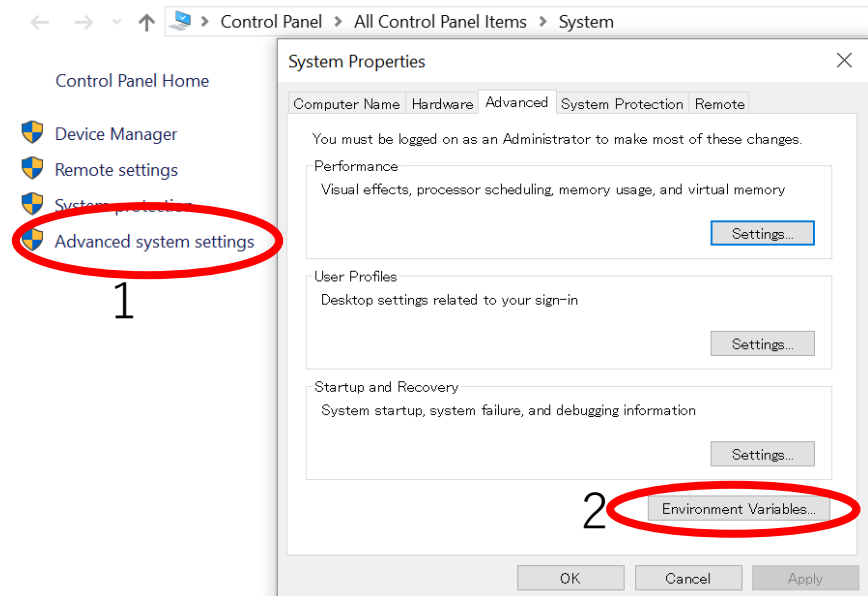 Control Panel > All Control Panel Items > System
Control Panel Home
Device Manager
Remote settings
System protection
Advanced system settings
1
System Properties
Computer Name Hardware Advanced System Protection Remote
You must be logged on as an Administrator to make most of these changes.
Performance
Visual effects, processor scheduling, memory usage, and virtual memory
Settings...
User Profiles
Desktop settings related to your sign-in
Settings...
Startup and Recovery
System startup, system failure, and debugging information
Settings...
2
Environment Variables...
OK Cancel Apply